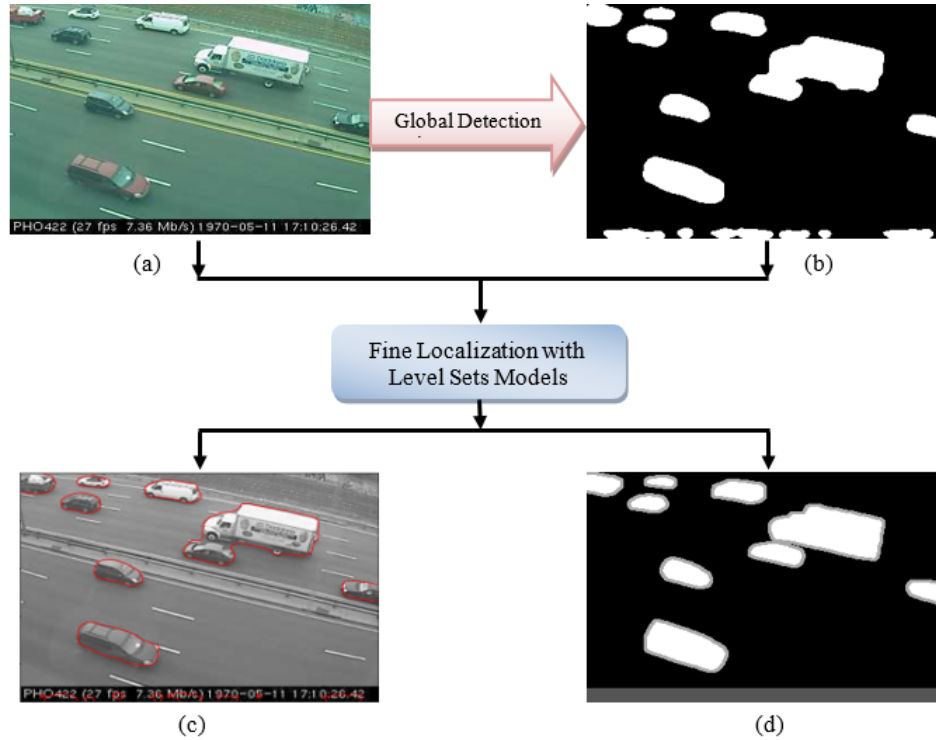 Global Detection
PHO422 (27 fps 7.36 Mb/s) 1970-05-11 17:10:26.42
(a)
(b)
Fine Localization with
Level Sets Models
PHO422 (27 fps 7.36 Mb/s) 1970-05-11 17:10:26.42
(c)
(d)